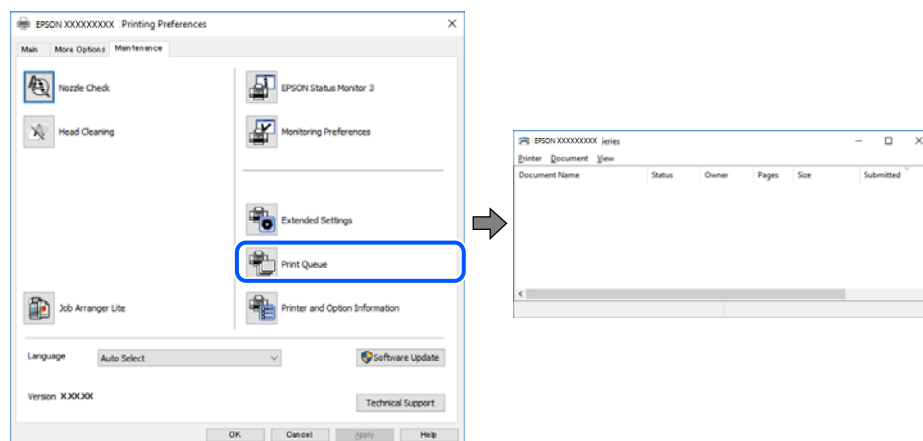 EPSON XXXXXXXXX Printing Preferences
Main More Options Maintenance
Nozzle Check
EPSON Status Monitor 3
Head Cleaning
Monitoring Preferences
Extended Settings
Print Queue
Job Arranger Lite
Printer and Option Information
Language Auto Select
Software Update
Version X.XX.XX
Technical Support
OK Cancel Apply Help
EPSON XXXXXXXXX Series
Printer Document View
Document Name Status Owner Pages Size Submitted